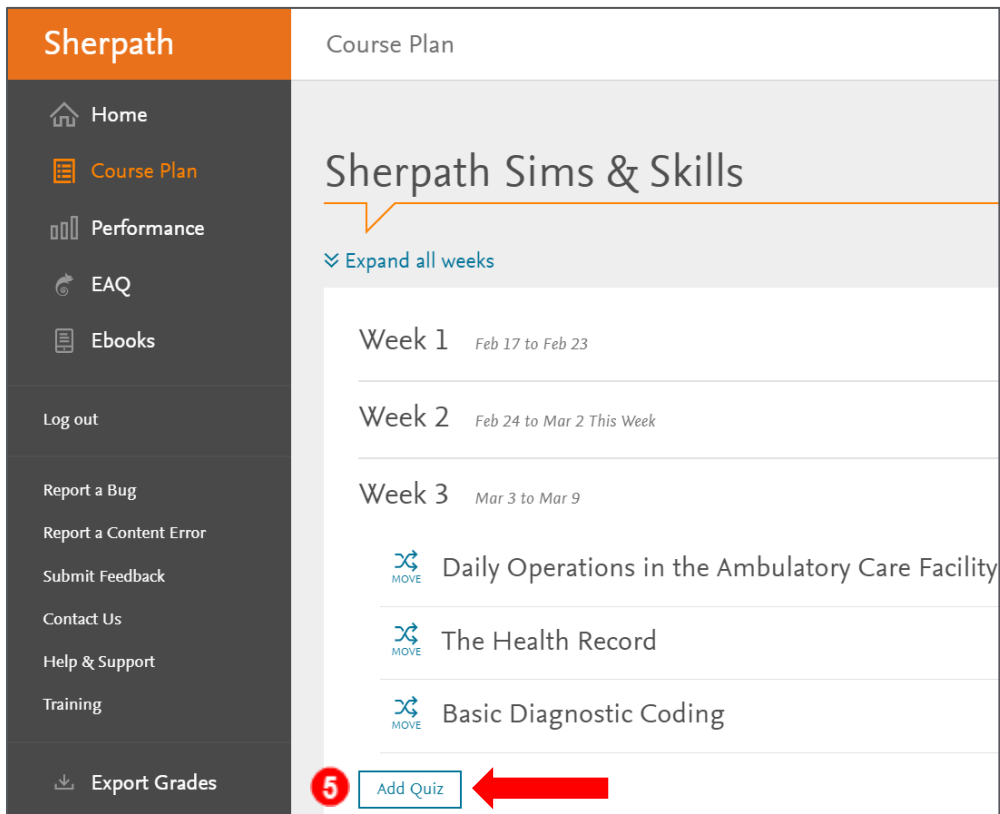 Sherpath
Course Plan
Home
Course Plan
Performance
EAQ
Ebooks
Log out
Report a Bug
Report a Content Error
Submit Feedback
Contact Us
Help & Support
Training
Export Grades
Sherpath Sims & Skills
Expand all weeks
Week 1 Feb 17 to Feb 23
Week 2 Feb 24 to Mar 2 This Week
Week 3 Mar 3 to Mar 9
MOVE Daily Operations in the Ambulatory Care Facility
MOVE The Health Record
MOVE Basic Diagnostic Coding
5 Add Quiz